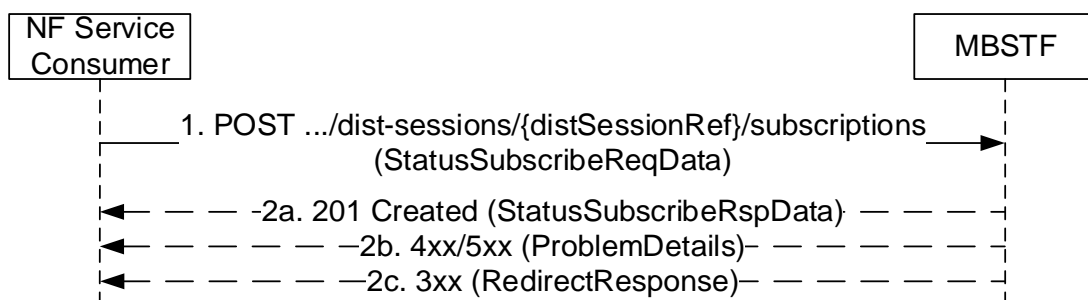 NF Service
Consumer
MBSTF
1. POST .../dist-sessions/{distSessionRef}/subscriptions
(StatusSubscribeReqData)
2a. 201 Created (StatusSubscribeRspData)
2b. 4xx/5xx (ProblemDetails)
2c. 3xx (RedirectResponse)